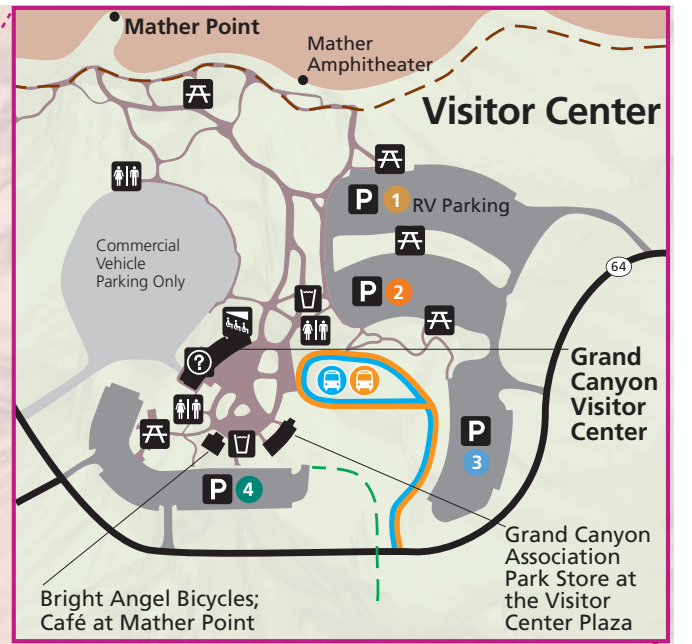 Mather Point
Mather
Amphitheater
Visitor Center
P 1 RV Parking
Commercial
Vehicle
Parking Only
64
P 2
?
Grand
Canyon
Visitor
Center
P
3
P 4
Grand Canyon
Association
Park Store at
the Visitor
Center Plaza
Bright Angel Bicycles;
Café at Mather Point